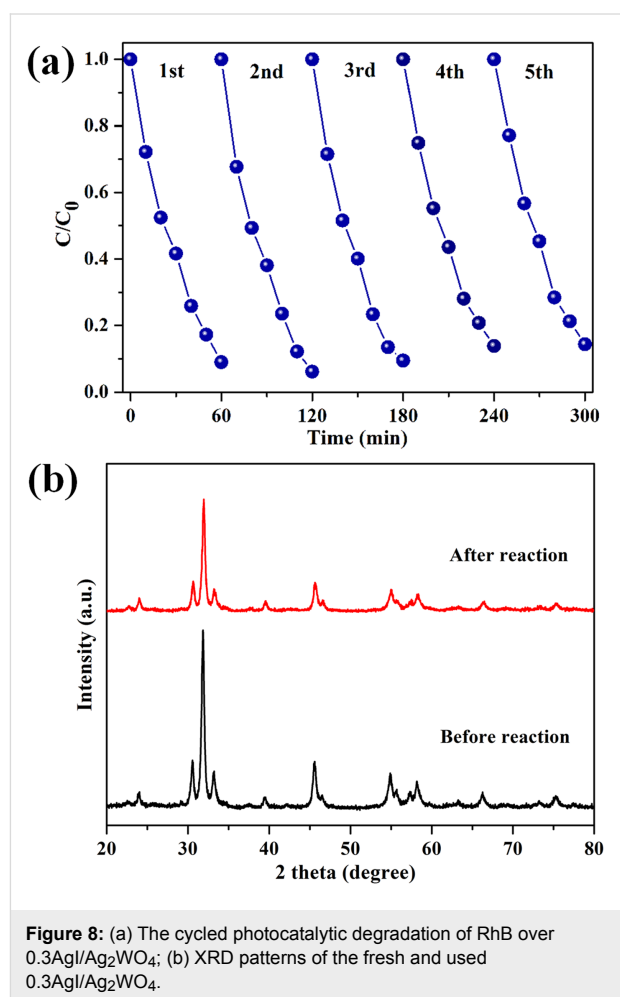 (a)
1st 2nd 3rd 4th 5th
1.0
0.8
0.6
0.4
0.2
0.0
C/C₀
0 60 120 180 240 300
Time (min)
(b)
After reaction
Before reaction
Intensity (a.u.)
20 30 40 50 60 70 80
2 theta (degree)
Figure 8: (a) The cycled photocatalytic degradation of RhB over
0.3AgI/Ag₂WO₄; (b) XRD patterns of the fresh and used
0.3AgI/Ag₂WO₄.